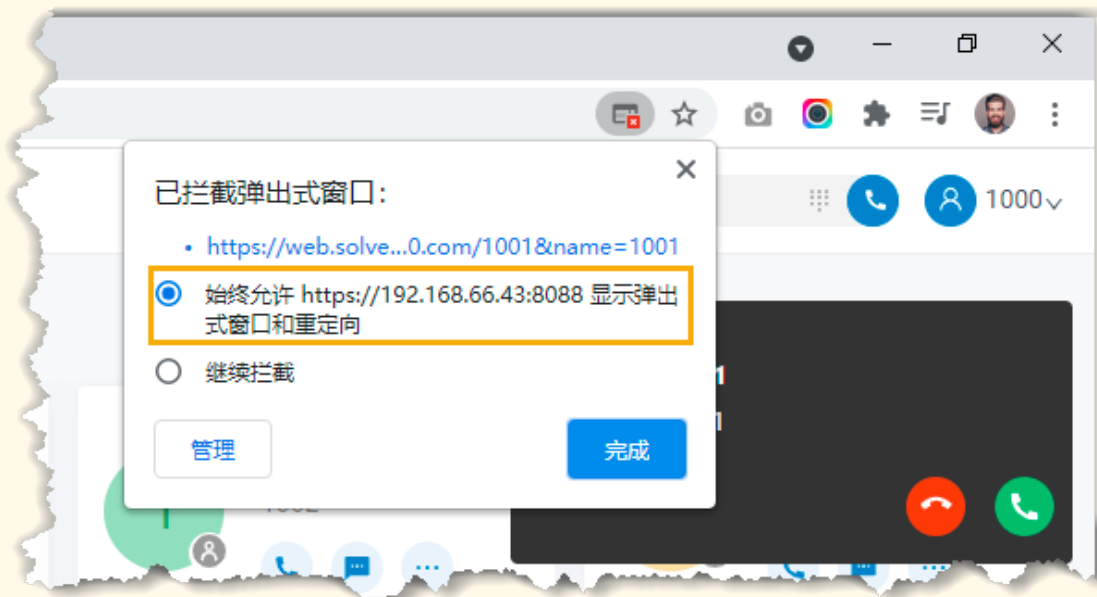 已拦截弹出式窗口：
• https://web.solve...0.com/1001&name=1001
始终允许 https://192.168.66.43:8088 显示弹出
式窗口和重定向
继续拦截
管理
完成
1000
1
1